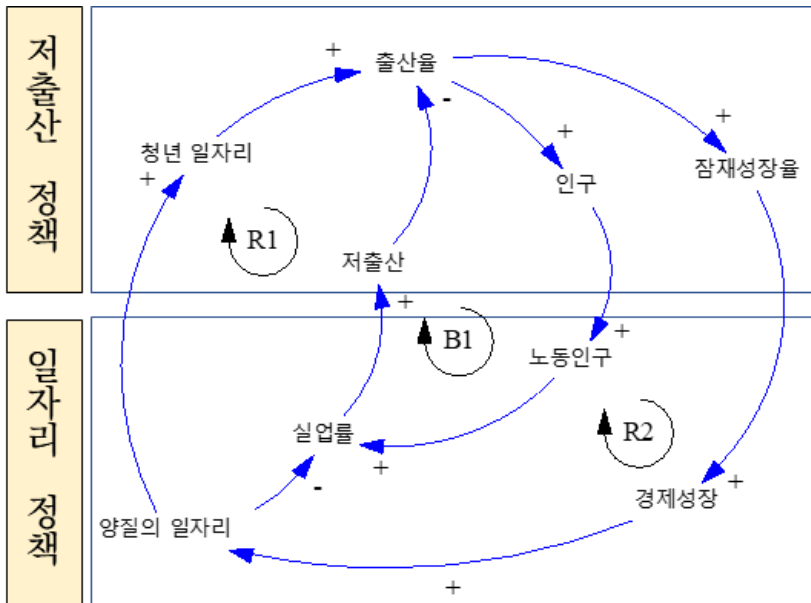 저출산 정책
+
출산율
-
+
+
청년 일자리
+
인구
잠재성장율
R1
저출산
+
B1
+
노동인구
일자리 정책
실업률
+
R2
-
+
경제성장
양질의 일자리
+